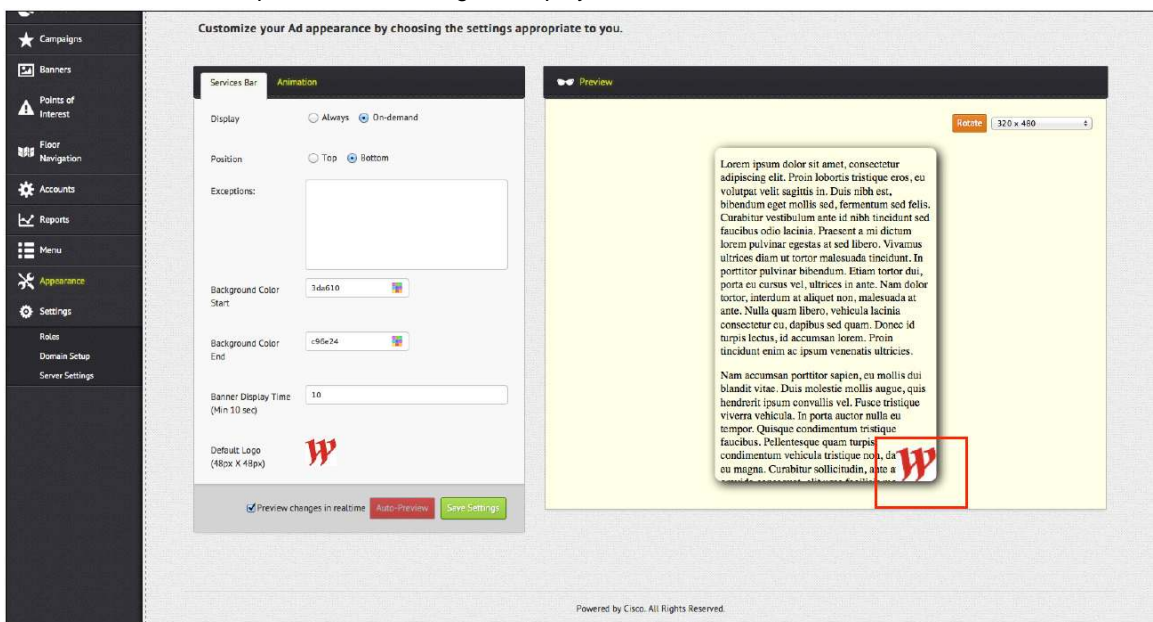 Customize your Ad appearance by choosing the settings appropriate to you.
Campaigns
Banners
Points of
Interest
Floor
Navigation
Accounts
Reports
Menu
Appearance
Settings
Roles
Domain Setup
Server Settings
Services Bar Animation
Display Always On-demand
Position Top Bottom
Exceptions:
Background Color
Start
3da610
Background Color
End
c96e24
Banner Display Time
(Min 10 sec)
10
Default Logo
(48px X 48px)
W
Preview changes in realtime Auto-Preview Save Settings
Preview
Rotate 320 x 480
Lorem ipsum dolor sit amet, consectetur
adipiscing elit. Proin lobortis tristique eros, eu
volutpat velit sagittis in. Duis nibh est,
bibendum eget mollis sed, fermentum sed felis.
Curabitur vestibulum ante id nibh tincidunt sed
faucibus odio lacinia. Praesent a mi dictum
lorem pulvinar egestas at sed libero. Vivamus
ultrices diam ut tortor malesuada tincidunt. In
porttitor pulvinar bibendum. Etiam tortor dui,
porta eu cursus vel, ultrices in ante. Nam dolor
tortor, interdum at aliquet non, malesuada at
ante. Nulla quam libero, vehicula lacinia
consectetur eu, dapibus sed quam. Donec id
turpis lectus, id accumsan lorem. Proin
tincidunt enim ac ipsum venenatis ultricies.
Nam accumsan porttitor sapien, eu mollis dui
blandit vitae. Duis molestie mollis augue, quis
hendrerit ipsum convallis vel. Fusce tristique
viverra vehicula. In porta auctor nulla eu
tempor. Quisque condimentum tristique
faucibus. Pellentesque quam turpis
condimentum vehicula tristique non, da
eu magna. Curabitur sollicitudin, ante a
W
Powered by Cisco. All Rights Reserved.